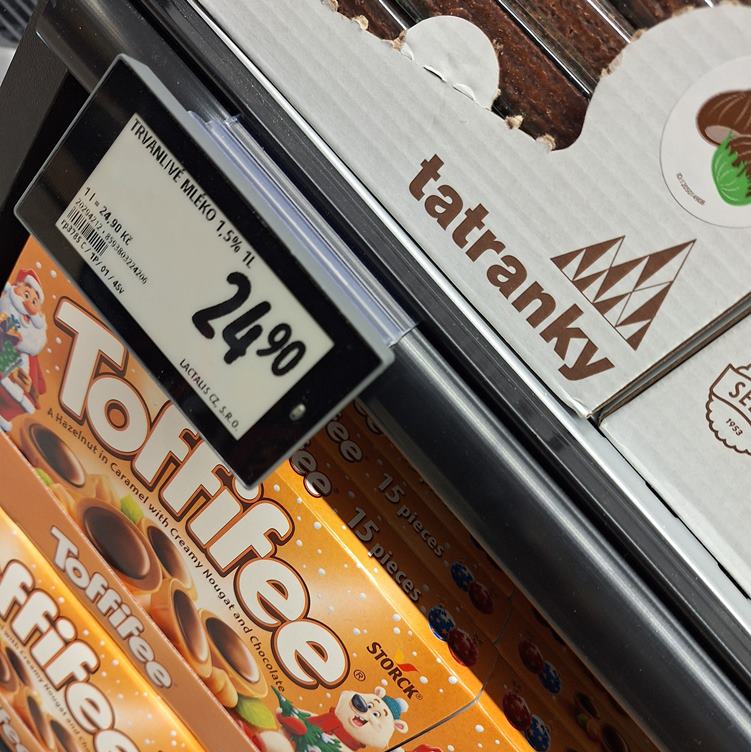 TRVANLIVÉ MLÉKO 1,5% 1L
1 l = 24,90 Kč
24 90
LACTALIS CZ, S.R.O.
tatranky
1953
Toffifee
A Hazelnut in Caramel with Creamy Nougat and Chocolate
STORCK®
15 pieces
15 pieces
Toffifee